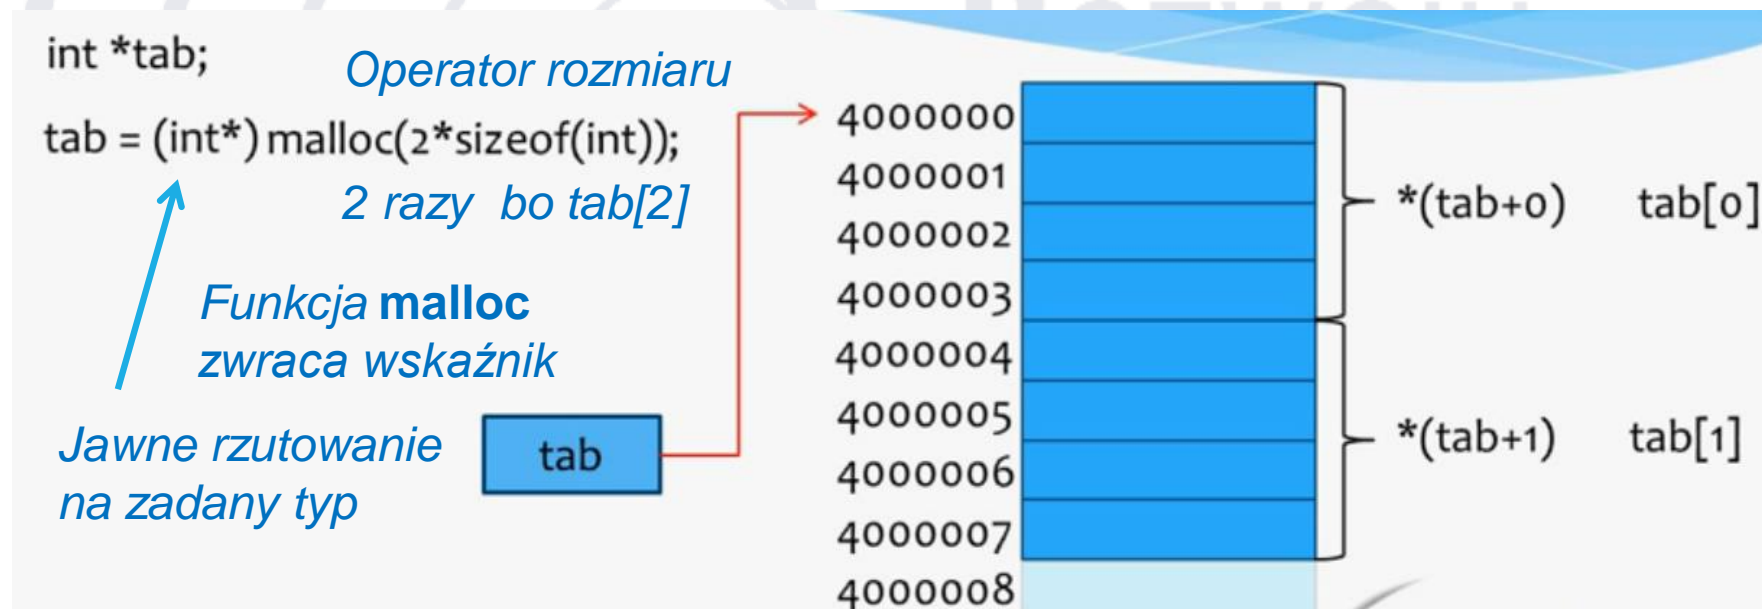 int *tab;
Operator rozmiaru
tab = (int*) malloc(2*sizeof(int));
2 razy bo tab[2]
Funkcja malloc
zwraca wskaźnik
Jawne rzutowanie
na zadany typ
tab
4000000
4000001
4000002
4000003
4000004
4000005
4000006
4000007
4000008
*(tab+0) tab[0]
*(tab+1) tab[1]